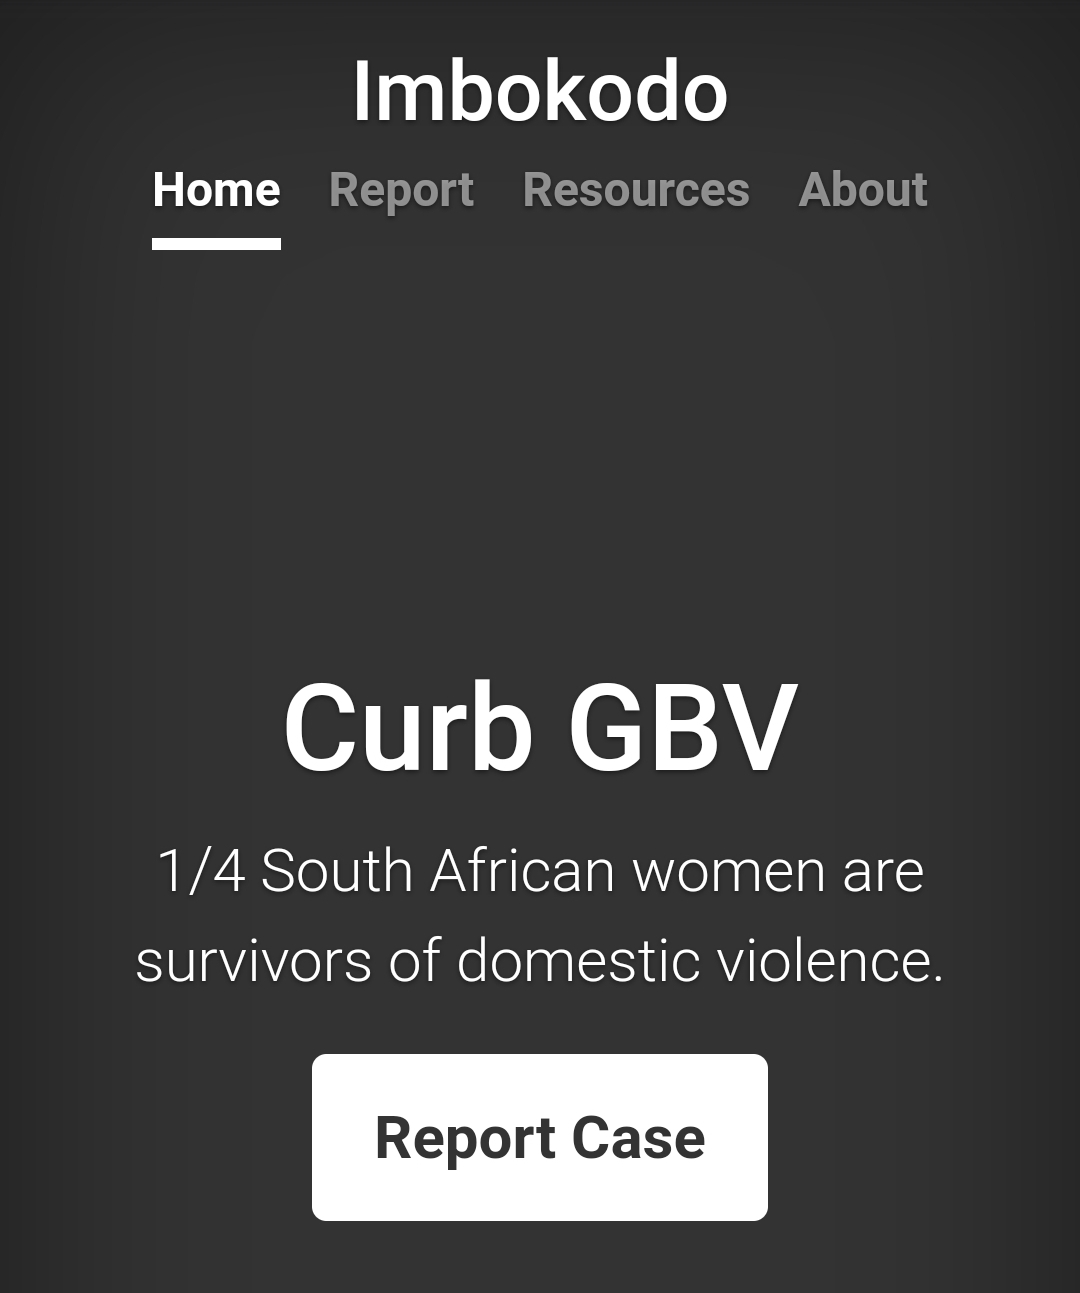 Imbokodo
Home Report Resources About
Curb GBV
1/4 South African women are
survivors of domestic violence.
Report Case